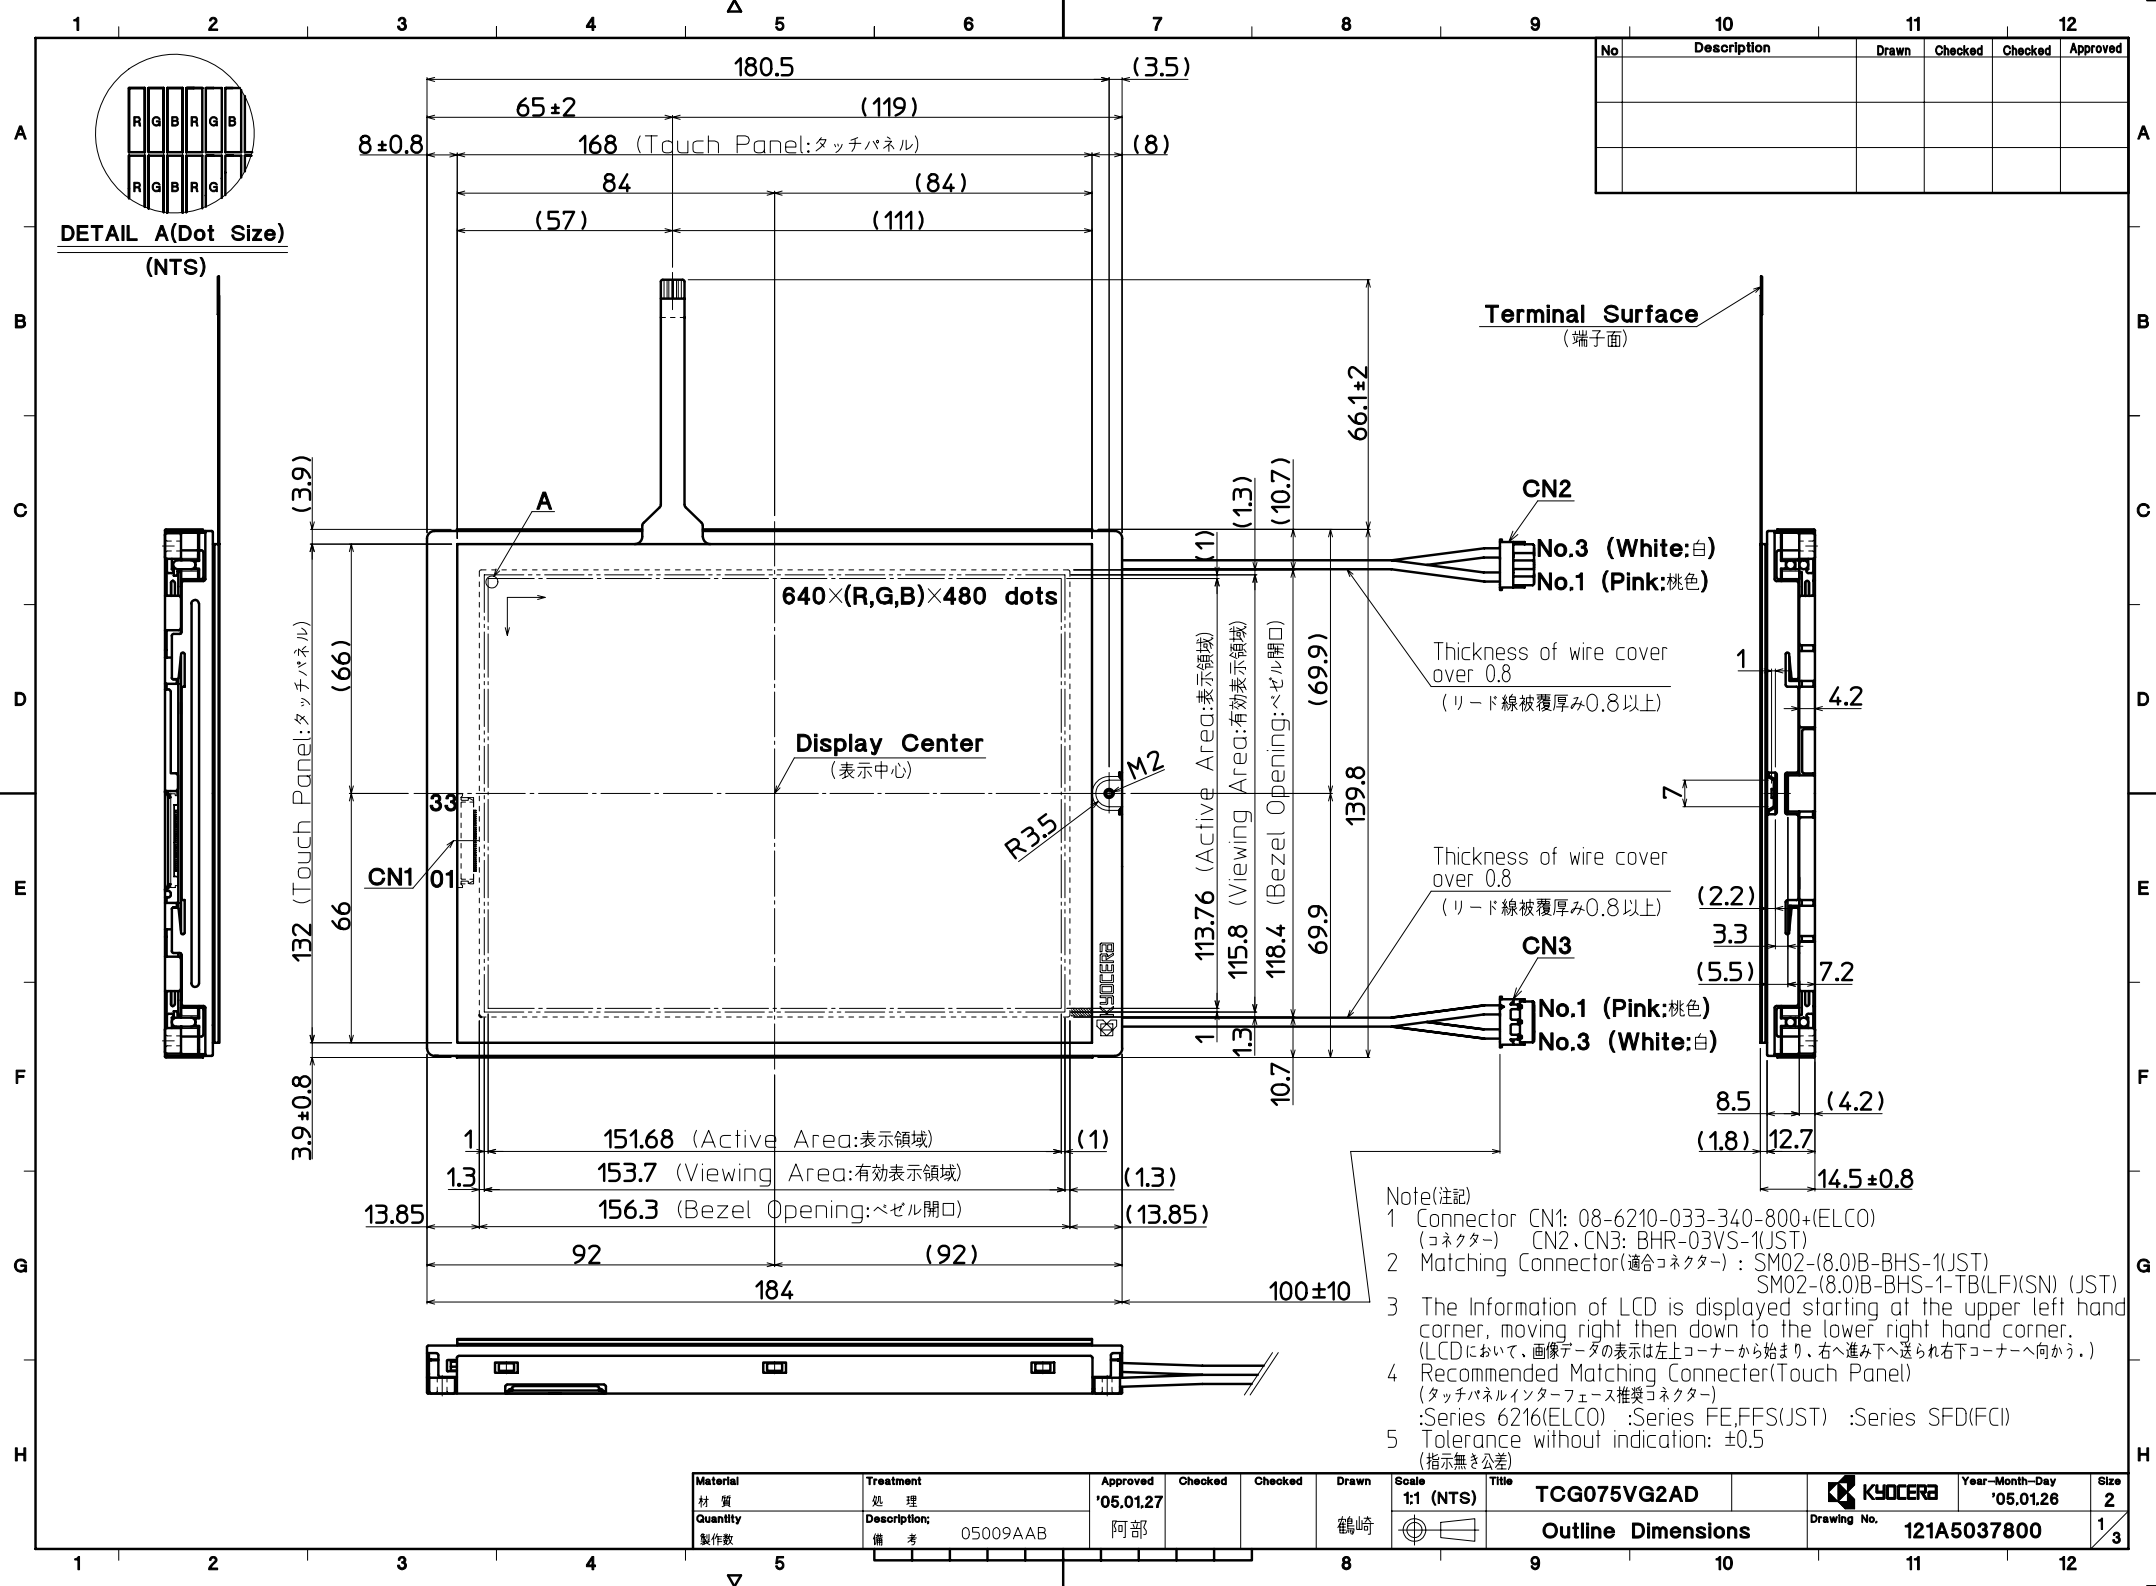 1 2 3 4 5 6 7 8 9 10 11 12
A
B
C
D
E
F
G
H
A
B
C
D
E
F
G
H
No Description Drawn Checked Checked Approved
R G B R G B
R G B R G
DETAIL A(Dot Size)
(NTS)
180.5 (3.5)
65±2 (119)
8±0.8 168 (Touch Panel:タッチパネル) (8)
84 (84)
(57) (111)
Terminal Surface
(端子面)
66.1±2
(3.9)
(1)
(1.3)
(10.7)
A
CN2
No.3 (White:白)
No.1 (Pink:桃色)
640×(R,G,B)×480 dots
Thickness of wire cover
over 0.8
(リード線被覆厚み0.8以上)
132 (Touch Panel:タッチパネル)
(66)
66
3.9±0.8
Display Center
(表示中心)
M2
R3.5
33
CN1
01
113.76 (Active Area:表示領域)
115.8 (Viewing Area:有効表示領域)
118.4 (Bezel Opening:ベゼル開口)
(69.9)
69.9
139.8
1
1.3
10.7
KYOCERA
Thickness of wire cover
over 0.8
(リード線被覆厚み0.8以上)
CN3
No.1 (Pink:桃色)
No.3 (White:白)
1
4.2
7
(2.2)
3.3
(5.5) 7.2
8.5 (4.2)
(1.8) 12.7
14.5±0.8
1 151.68 (Active Area:表示領域) (1)
1.3 153.7 (Viewing Area:有効表示領域) (1.3)
13.85 156.3 (Bezel Opening:ベゼル開口) (13.85)
92 (92)
184 100±10
Note(注記)
1 Connector CN1: 08-6210-033-340-800+(ELCO)
(コネクター) CN2、CN3: BHR-03VS-1(JST)
2 Matching Connector(適合コネクター) : SM02-(8.0)B-BHS-1(JST)
SM02-(8.0)B-BHS-1-TB(LF)(SN) (JST)
3 The Information of LCD is displayed starting at the upper left hand
corner, moving right then down to the lower right hand corner.
(LCDにおいて、画像データの表示は左上コーナーから始まり、右へ進み下へ送られ右下コーナーへ向かう。)
4 Recommended Matching Connecter(Touch Panel)
(タッチパネルインターフェース推奨コネクター)
:Series 6216(ELCO) :Series FE,FFS(JST) :Series SFD(FCI)
5 Tolerance without indication: ±0.5
(指示無き公差)
Material Treatment Approved Checked Checked Drawn Scale Title Year-Month-Day Size
材 質 処 理 '05.01.27 1:1 (NTS) TCG075VG2AD KYOCERA '05.01.26 2
Quantity Description; Drawing No. 1/3
製作数 備 考 05009AAB 阿部 鶴崎 Outline Dimensions 121A5037800
1 2 3 4 5 8 9 10 11 12